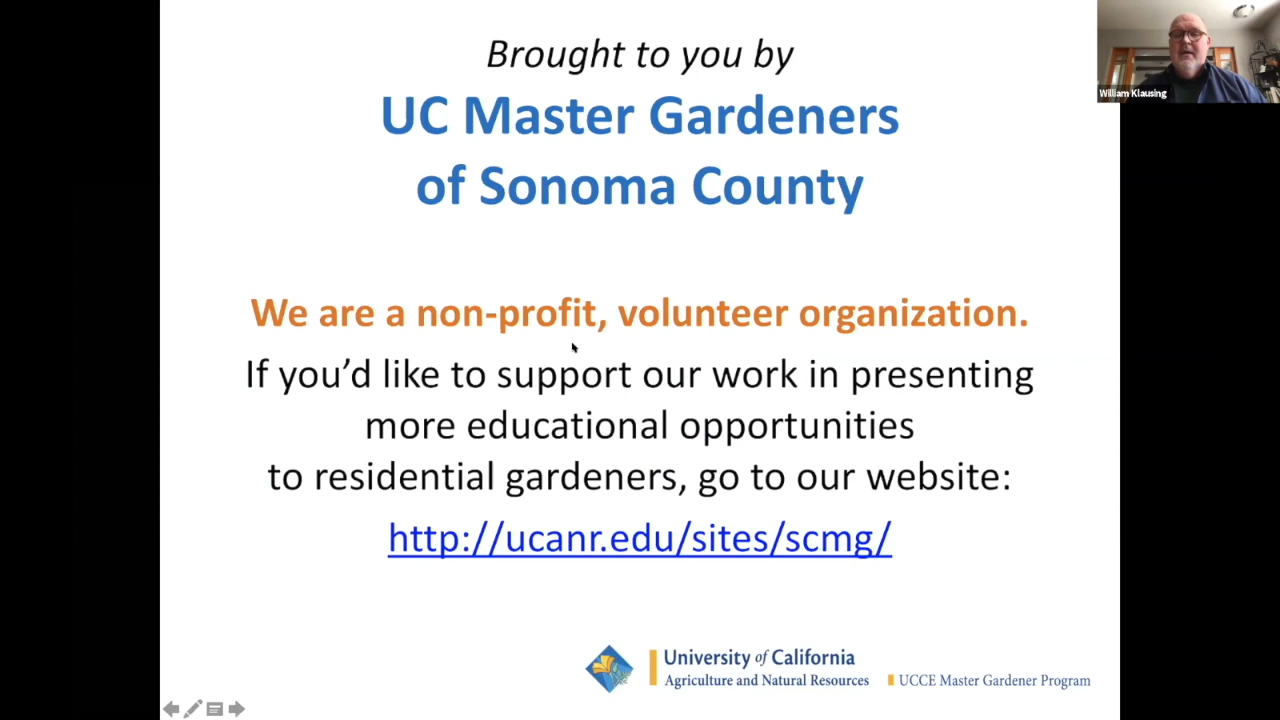 Brought to you by
UC Master Gardeners
of Sonoma County
William Klausing
We are a non-profit, volunteer organization.
If you’d like to support our work in presenting
more educational opportunities
to residential gardeners, go to our website:
http://ucanr.edu/sites/scmg/
University of California
Agriculture and Natural Resources
UCCE Master Gardener Program